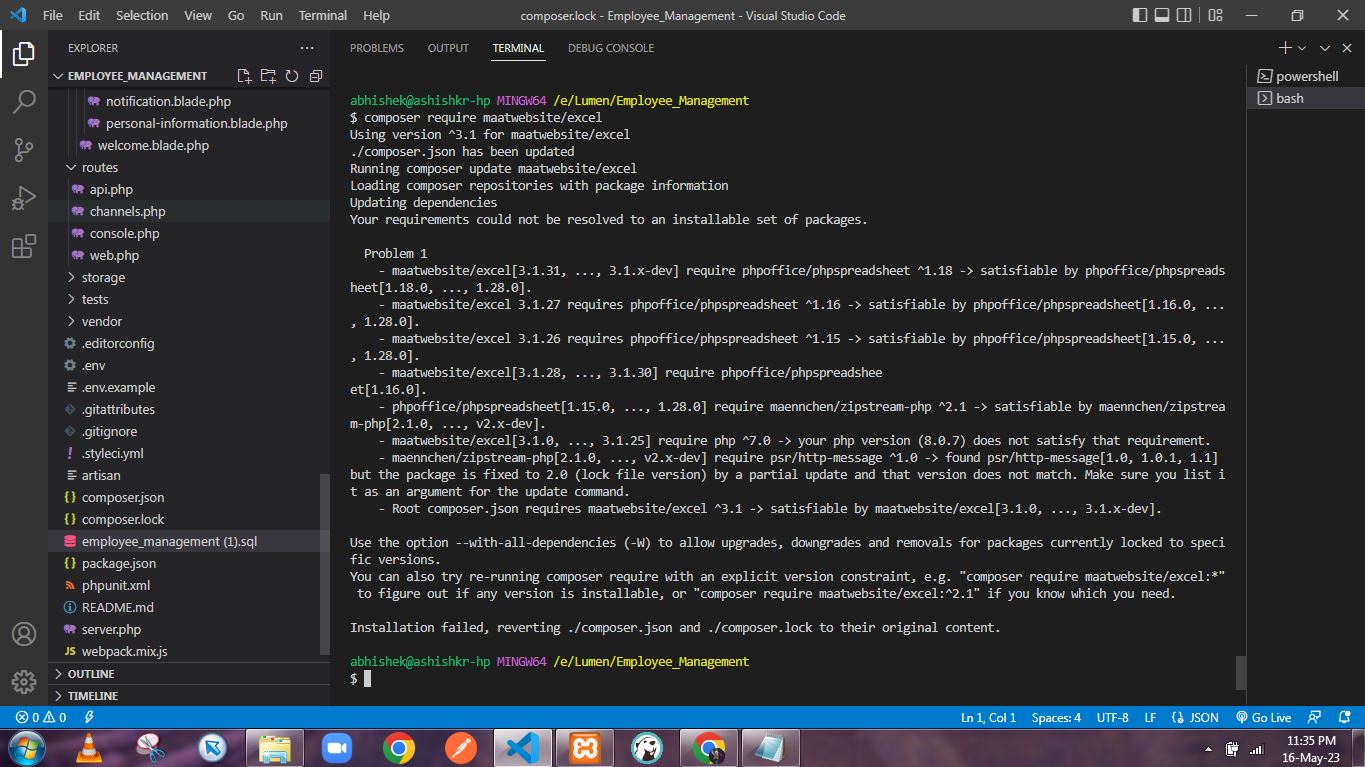 File Edit Selection View Go Run Terminal Help
composer.lock - Employee_Management - Visual Studio Code
EXPLORER
EMPLOYEE_MANAGEMENT
notification.blade.php
personal-information.blade.php
welcome.blade.php
routes
api.php
channels.php
console.php
web.php
storage
tests
vendor
.editorconfig
.env
.env.example
.gitattributes
.gitignore
.styleci.yml
artisan
composer.json
composer.lock
employee_management (1).sql
package.json
phpunit.xml
README.md
server.php
webpack.mix.js
OUTLINE
TIMELINE
PROBLEMS OUTPUT TERMINAL DEBUG CONSOLE
abhishek@ashishkr-hp MINGW64 /e/Lumen/Employee_Management
$ composer require maatwebsite/excel
Using version ^3.1 for maatwebsite/excel
./composer.json has been updated
Running composer update maatwebsite/excel
Loading composer repositories with package information
Updating dependencies
Your requirements could not be resolved to an installable set of packages.
Problem 1
- maatwebsite/excel[3.1.31, ..., 3.1.x-dev] require phpoffice/phpspreadsheet ^1.18 -> satisfiable by phpoffice/phpspreads
heet[1.18.0, ..., 1.28.0].
- maatwebsite/excel 3.1.27 requires phpoffice/phpspreadsheet ^1.16 -> satisfiable by phpoffice/phpspreadsheet[1.16.0, ...
, 1.28.0].
- maatwebsite/excel 3.1.26 requires phpoffice/phpspreadsheet ^1.15 -> satisfiable by phpoffice/phpspreadsheet[1.15.0, ...
, 1.28.0].
- maatwebsite/excel[3.1.28, ..., 3.1.30] require phpoffice/phpspreadshee
et[1.16.0].
- phpoffice/phpspreadsheet[1.15.0, ..., 1.28.0] require maennchen/zipstream-php ^2.1 -> satisfiable by maennchen/zipstrea
m-php[2.1.0, ..., v2.x-dev].
- maatwebsite/excel[3.1.0, ..., 3.1.25] require php ^7.0 -> your php version (8.0.7) does not satisfy that requirement.
- maennchen/zipstream-php[2.1.0, ..., v2.x-dev] require psr/http-message ^1.0 -> found psr/http-message[1.0, 1.0.1, 1.1]
but the package is fixed to 2.0 (lock file version) by a partial update and that version does not match. Make sure you list i
t as an argument for the update command.
- Root composer.json requires maatwebsite/excel ^3.1 -> satisfiable by maatwebsite/excel[3.1.0, ..., 3.1.x-dev].
Use the option --with-all-dependencies (-W) to allow upgrades, downgrades and removals for packages currently locked to speci
fic versions.
You can also try re-running composer require with an explicit version constraint, e.g. "composer require maatwebsite/excel:*"
to figure out if any version is installable, or "composer require maatwebsite/excel:^2.1" if you know which you need.
Installation failed, reverting ./composer.json and ./composer.lock to their original content.
abhishek@ashishkr-hp MINGW64 /e/Lumen/Employee_Management
$
powershell
bash
0 0 Ln 1, Col 1 Spaces: 4 UTF-8 LF {} JSON Go Live
11:35 PM
16-May-23